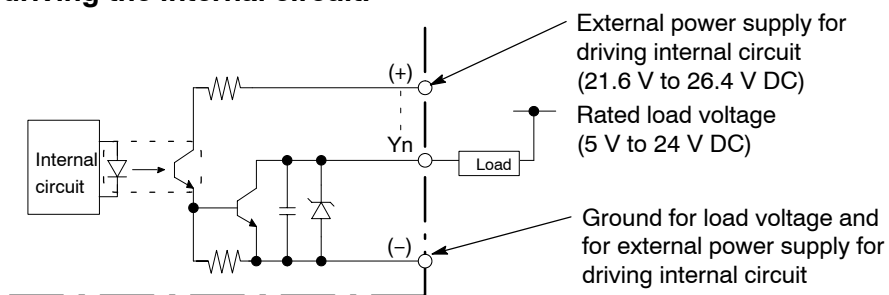 driving the internal circuit.
External power supply for
driving internal circuit
(21.6 V to 26.4 V DC)
(+)
Rated load voltage
(5 V to 24 V DC)
Yn
Load
Internal
circuit
(−)
Ground for load voltage and
for external power supply for
driving internal circuit